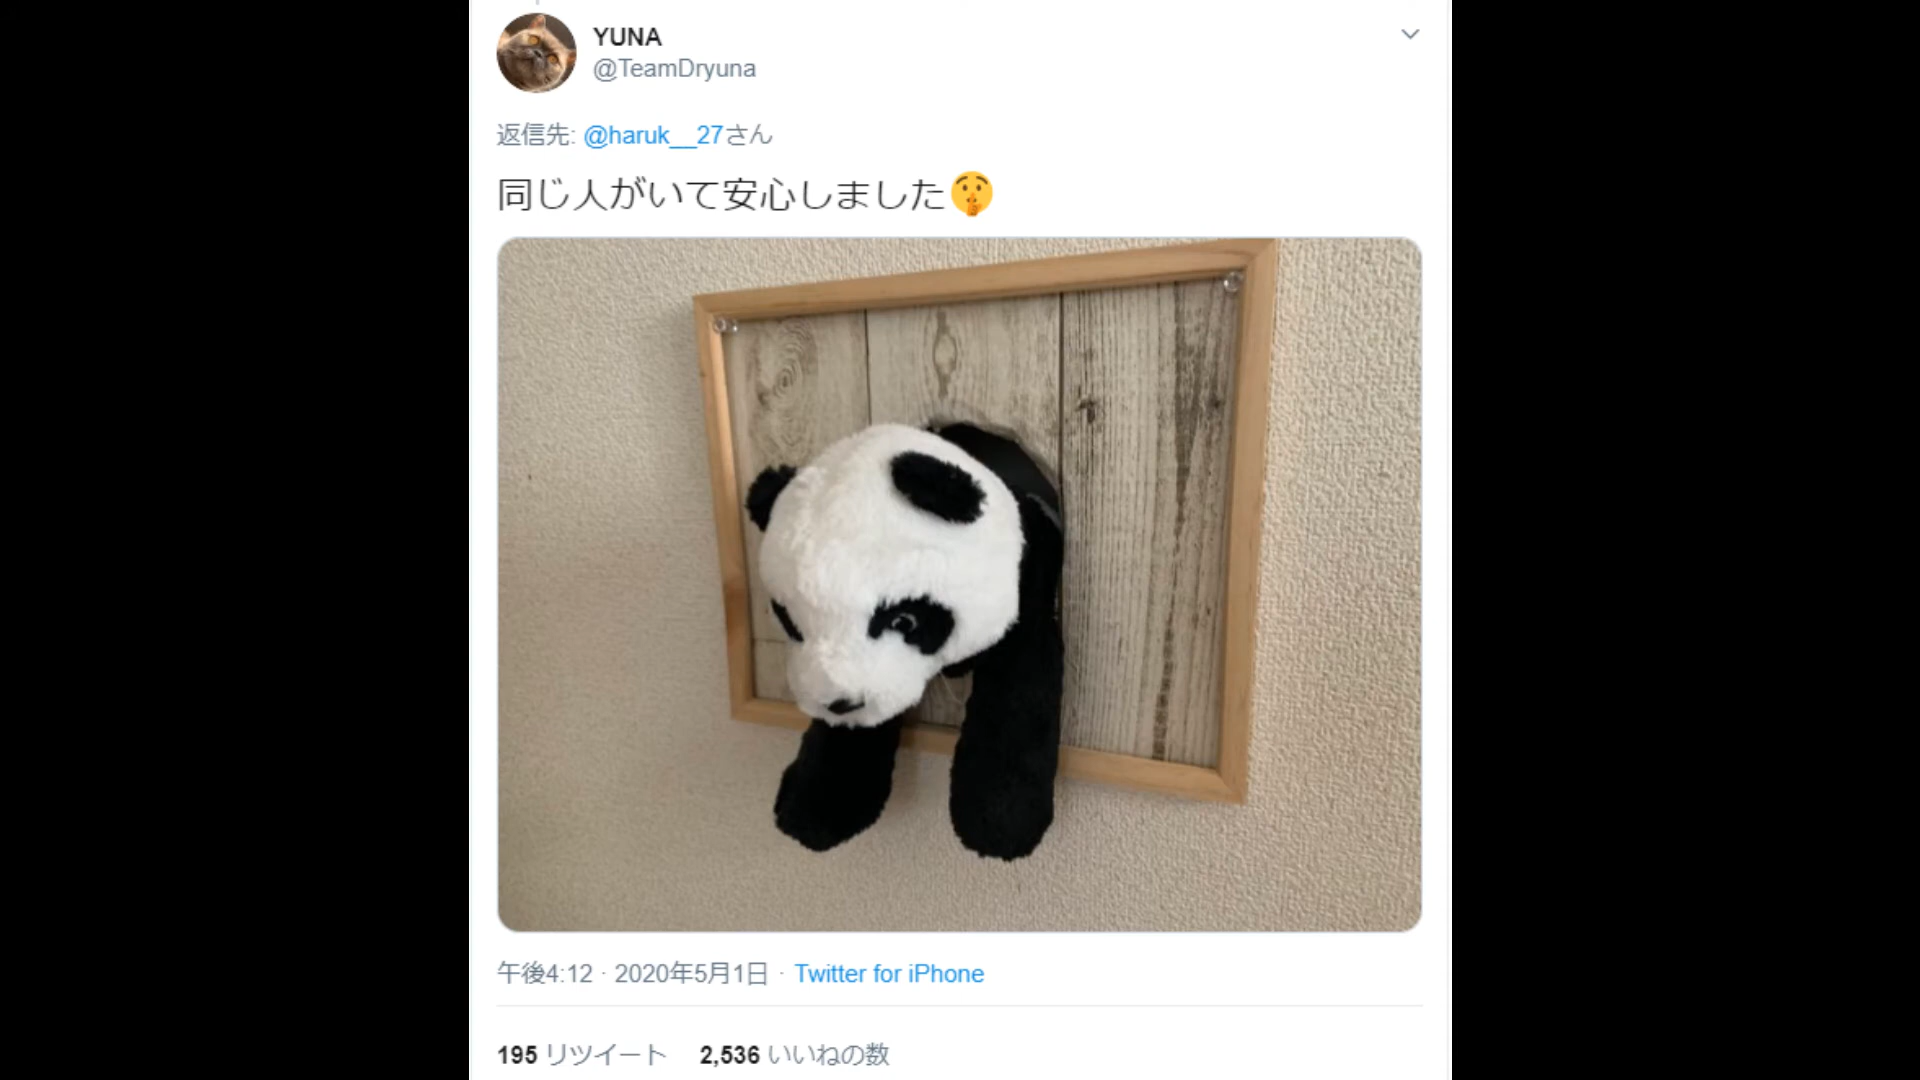 YUNA
@TeamDryuna
返信先: @haruk__27さん
同じ人がいて安心しました🤫
午後4:12 · 2020年5月1日 · Twitter for iPhone
195 リツイート 2,536 いいねの数